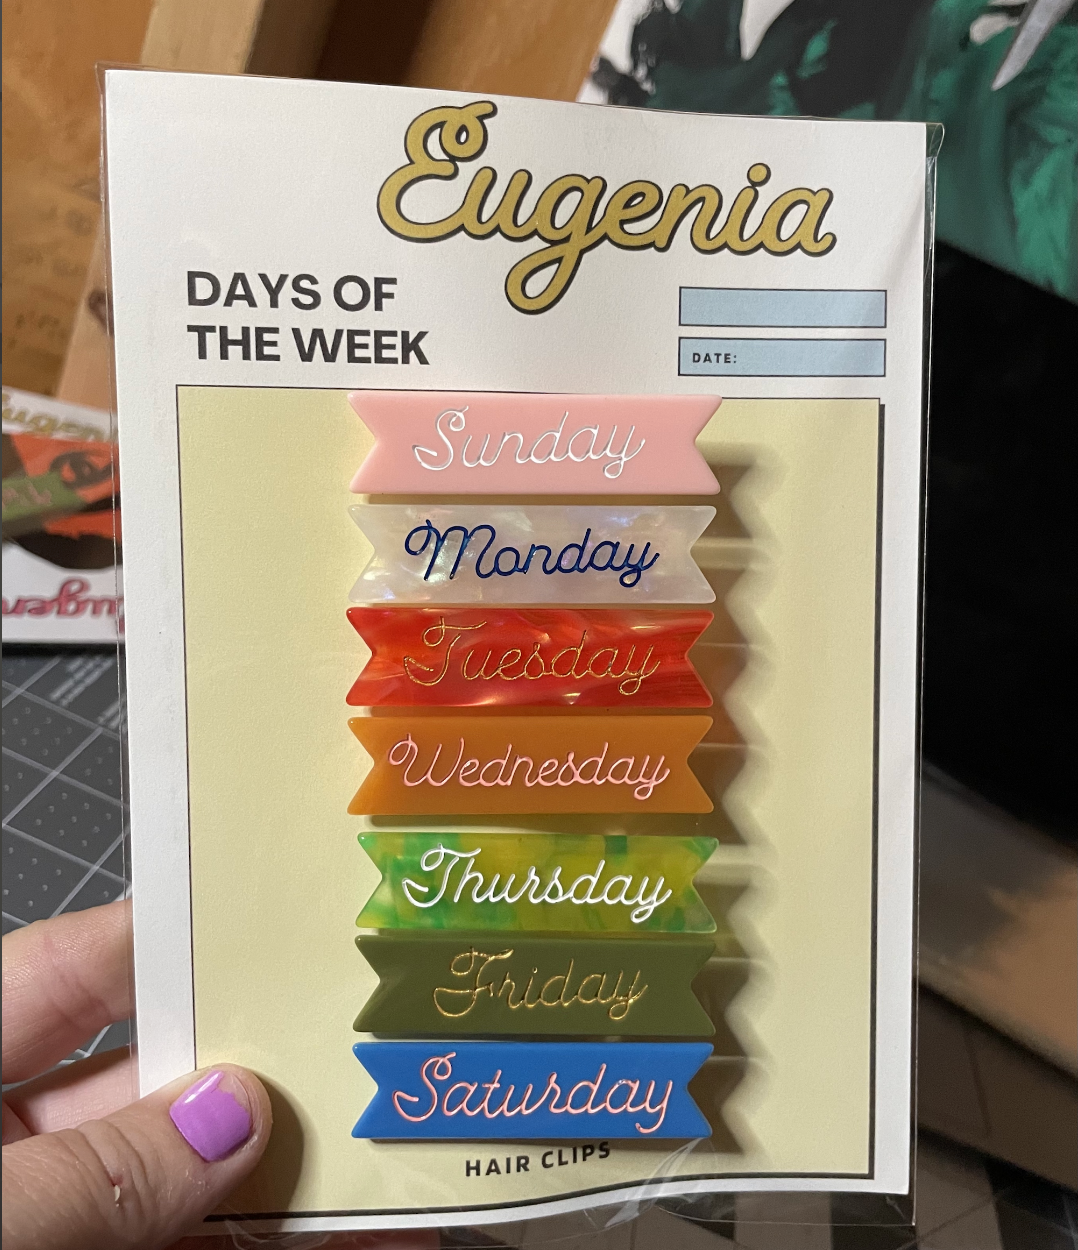 Eugenia
DAYS OF
THE WEEK
DATE:
Sunday
Monday
Tuesday
Wednesday
Thursday
Friday
Saturday
HAIR CLIPS